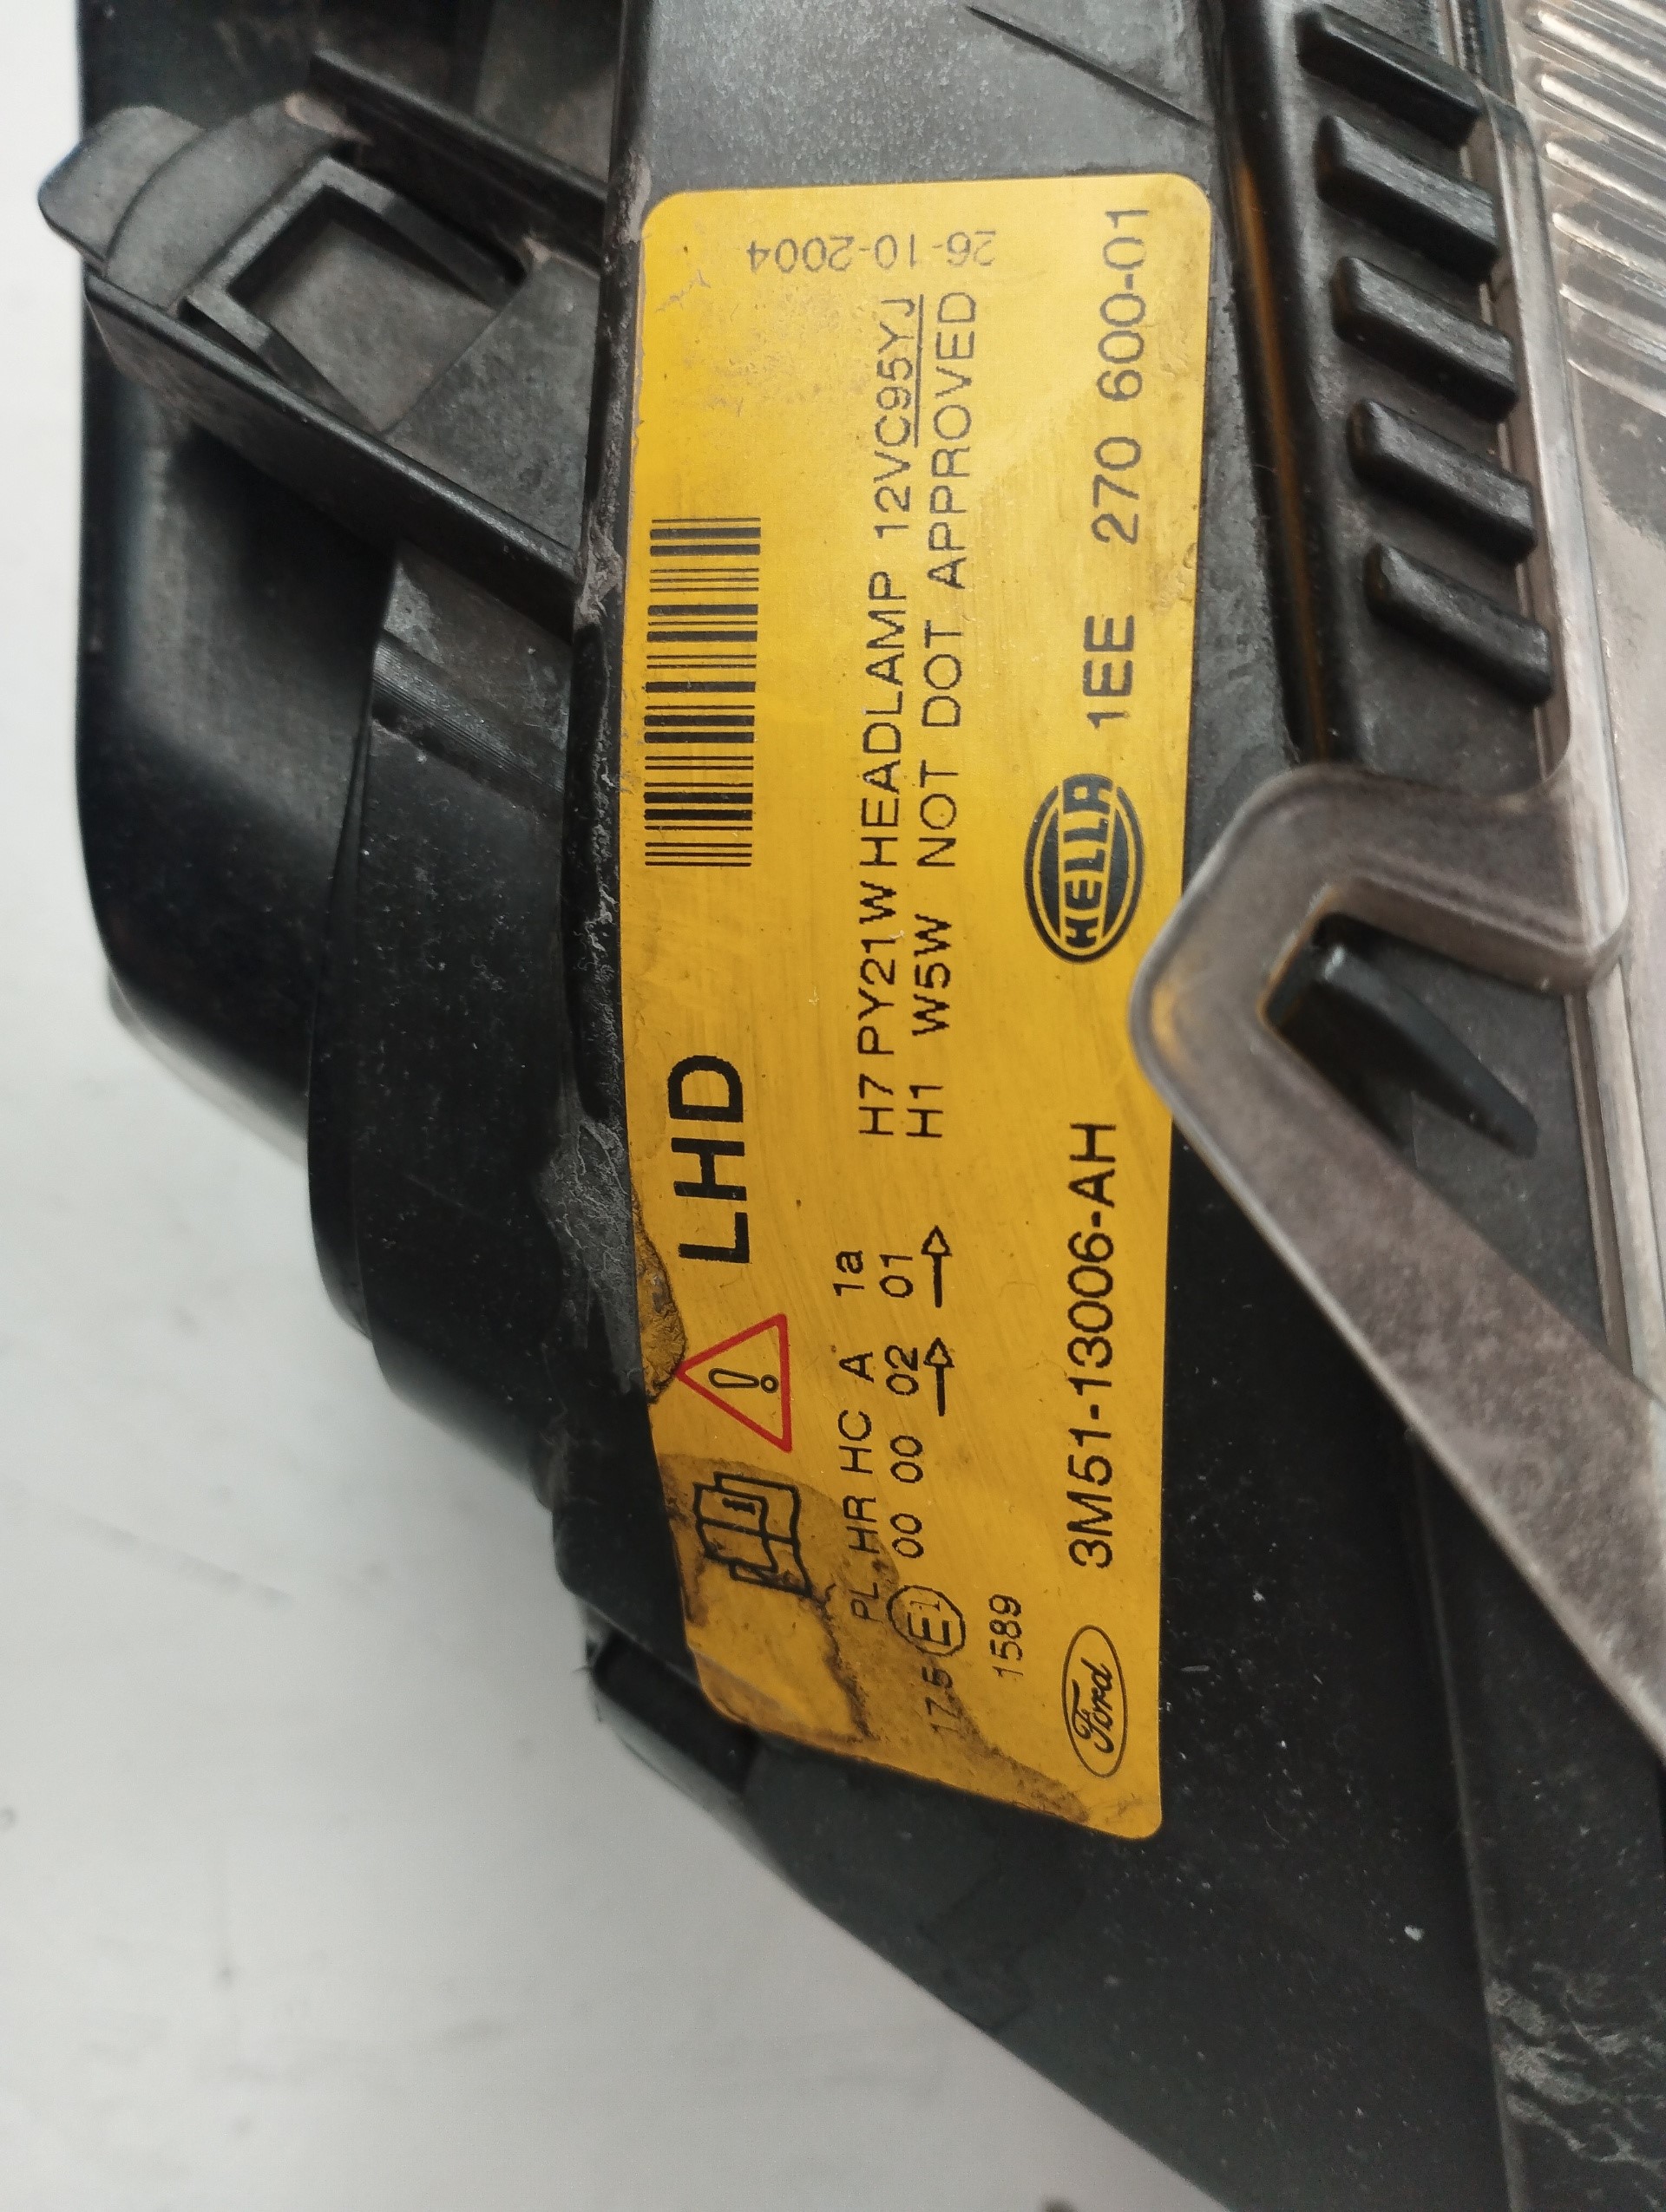 LHD
PL HR HC A 1a
17.5 E1 00 00 02 01
1589
H7 PY21W HEADLAMP 12VC95YJ
H1 W5W NOT DOT APPROVED
26-10-2004
Ford 3M51-13006-AH HELLA 1EE 270 600-01